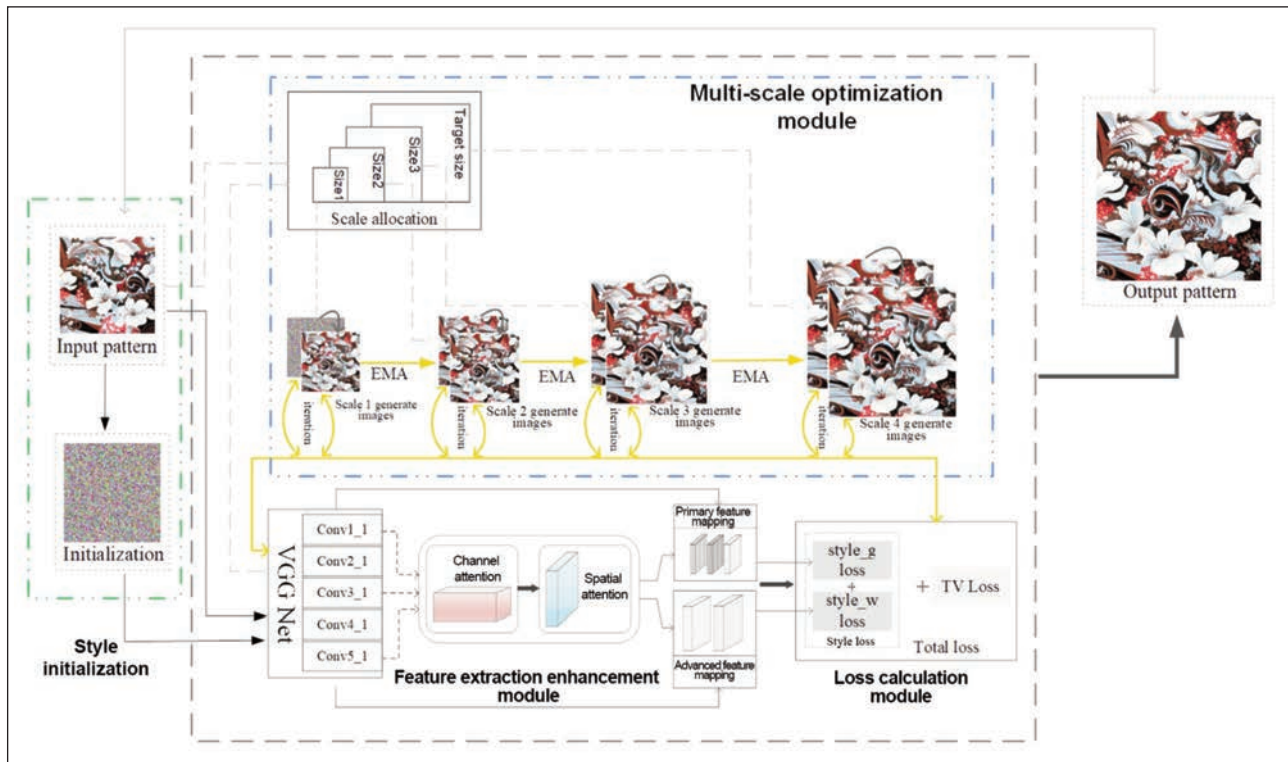 Multi-scale optimization
module
Size1
Size2
Size3
Target size
Scale allocation
Input pattern
Initialization
Style
initialization
EMA
EMA
EMA
iteration
Scale 1 generate
images
iteration
Scale 2 generate
images
iteration
Scale 3 generate
images
iteration
Scale 4 generate
images
Output pattern
VGG Net
Conv1_1
Conv2_1
Conv3_1
Conv4_1
Conv5_1
Channel
attention
Spatial
attention
Feature extraction enhancement
module
Primary feature
mapping
Advanced feature
mapping
style_g
loss
+
style_w
loss
Style loss
+ TV Loss
Total loss
Loss calculation
module